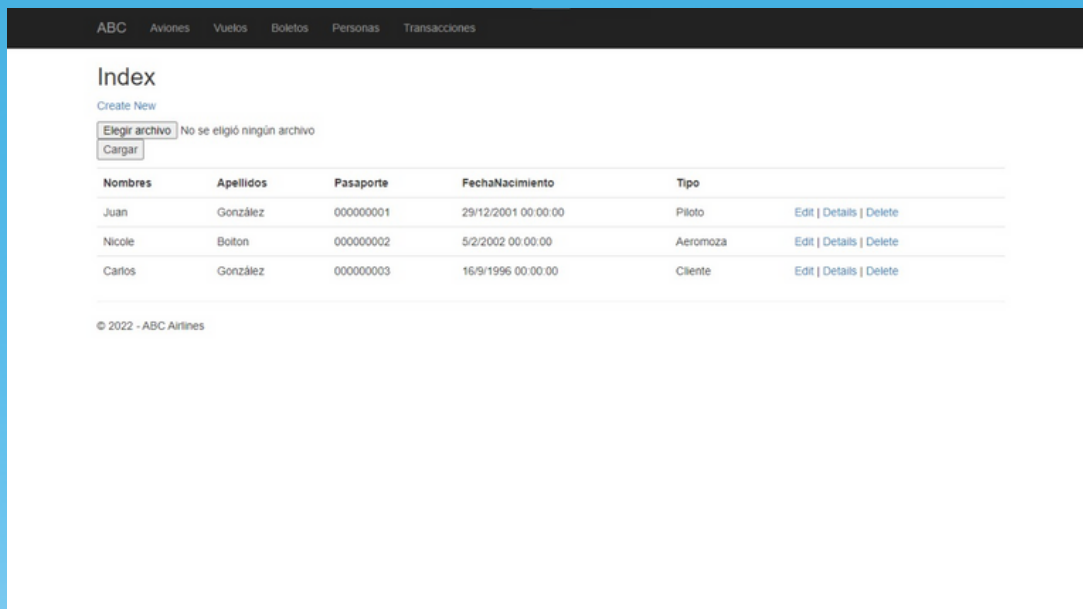 ABC Aviones Vuelos Boletos Personas Transacciones
Index
Create New
Elegir archivo No se eligió ningún archivo
Cargar
Nombres Apellidos Pasaporte FechaNacimiento Tipo
Juan González 000000001 29/12/2001 00:00:00 Piloto Edit | Details | Delete
Nicole Boiton 000000002 5/2/2002 00:00:00 Aeromoza Edit | Details | Delete
Carlos González 000000003 16/9/1996 00:00:00 Cliente Edit | Details | Delete
© 2022 - ABC Airlines